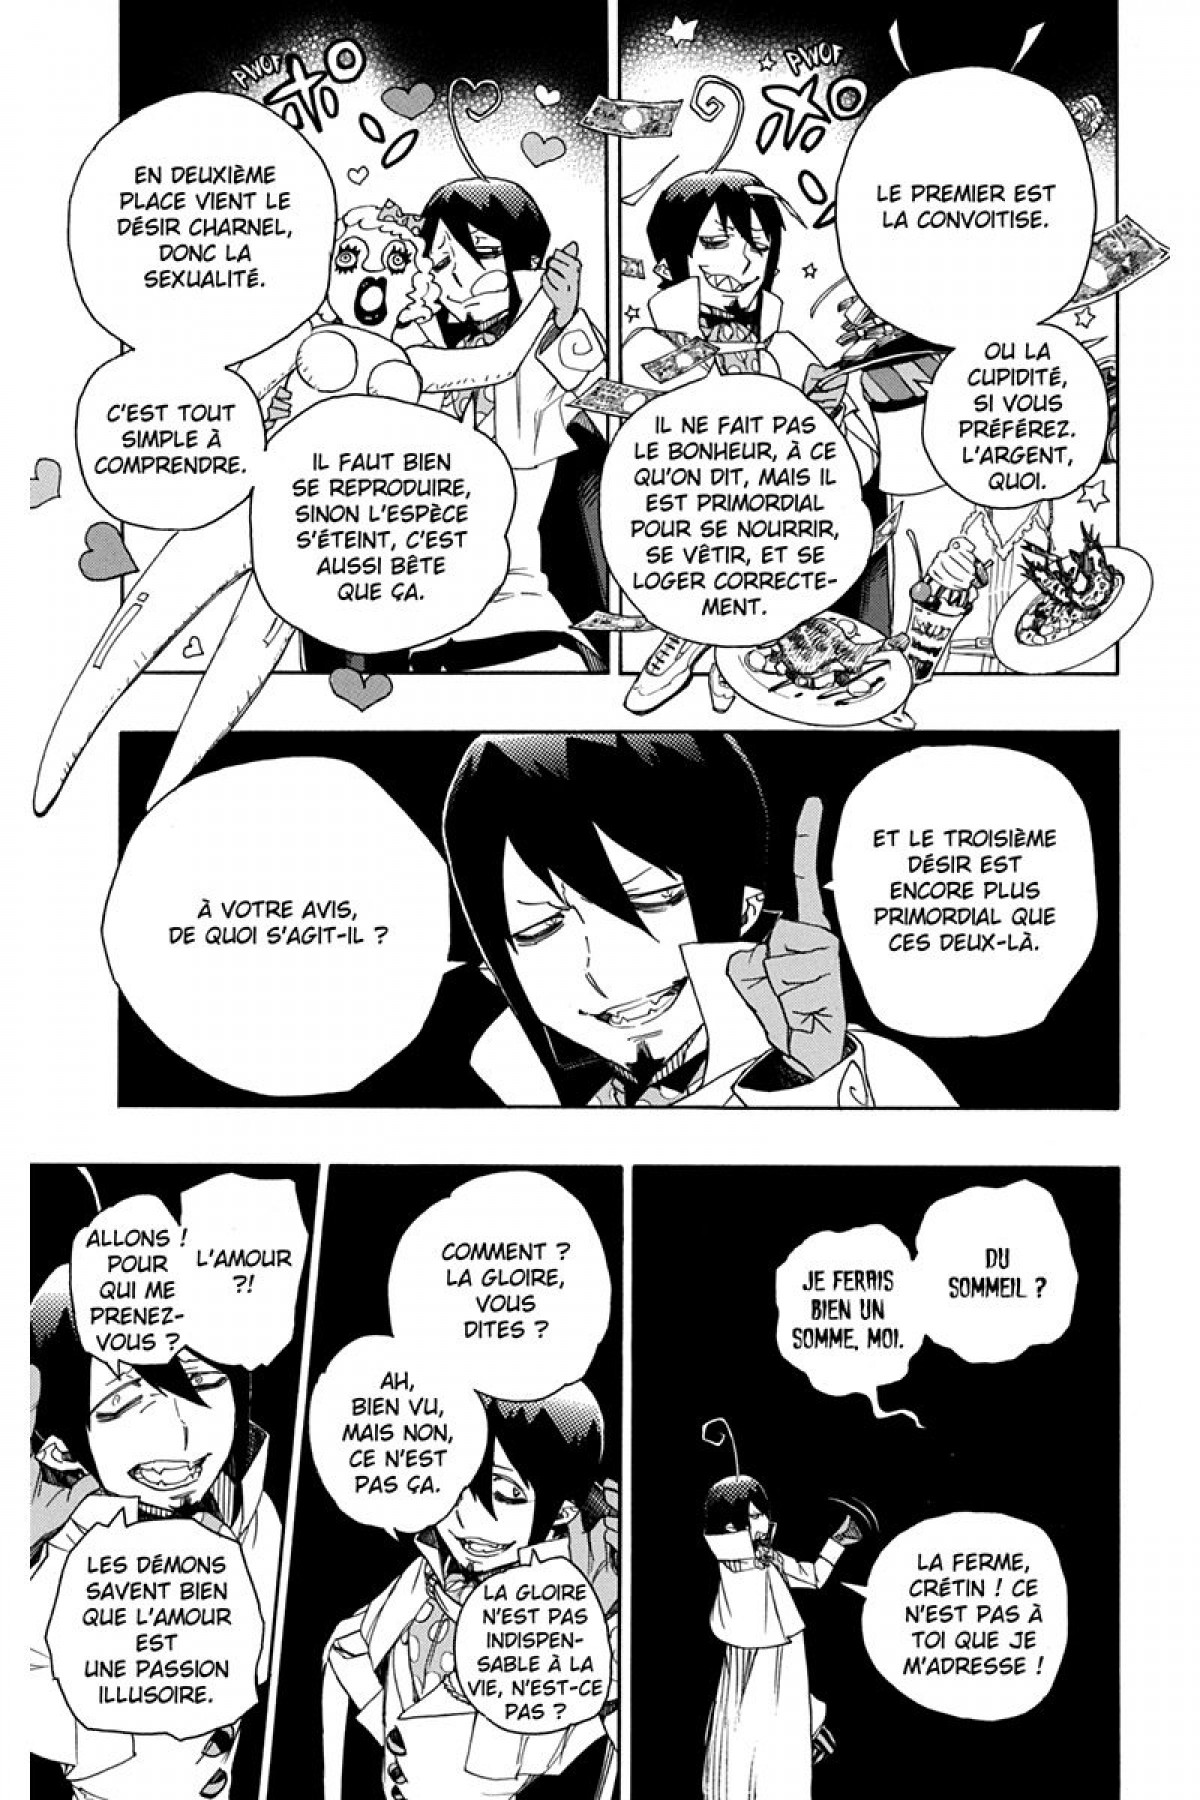 PWOF
LE PREMIER EST
LA CONVOITISE.
OU LA
CUPIDITÉ,
SI VOUS
PRÉFÉREZ.
L'ARGENT,
QUOI.
IL NE FAIT PAS
LE BONHEUR, À CE
QU'ON DIT, MAIS IL
EST PRIMORDIAL
POUR SE NOURRIR,
SE VÊTIR, ET SE
LOGER CORRECTE-
MENT.
PWOF
EN DEUXIÈME
PLACE VIENT LE
DÉSIR CHARNEL,
DONC LA
SEXUALITÉ.
C'EST TOUT
SIMPLE À
COMPRENDRE.
IL FAUT BIEN
SE REPRODUIRE,
SINON L'ESPÈCE
S'ÉTEINT, C'EST
AUSSI BÊTE
QUE ÇA.
ET LE TROISIÈME
DÉSIR EST
ENCORE PLUS
PRIMORDIAL QUE
CES DEUX-LÀ.
À VOTRE AVIS,
DE QUOI S'AGIT-IL ?
DU
SOMMEIL ?
JE FERAIS
BIEN UN
SOMME, MOI.
LA FERME,
CRÉTIN ! CE
N'EST PAS À
TOI QUE JE
M'ADRESSE !
COMMENT ?
LA GLOIRE,
VOUS
DITES ?
AH,
BIEN VU,
MAIS NON,
CE N'EST
PAS ÇA.
LA GLOIRE
N'EST PAS
INDISPEN-
SABLE À LA
VIE, N'EST-CE
PAS ?
L'AMOUR
?!
ALLONS !
POUR
QUI ME
PRENEZ-
VOUS ?
LES DÉMONS
SAVENT BIEN
QUE L'AMOUR
EST
UNE PASSION
ILLUSOIRE.